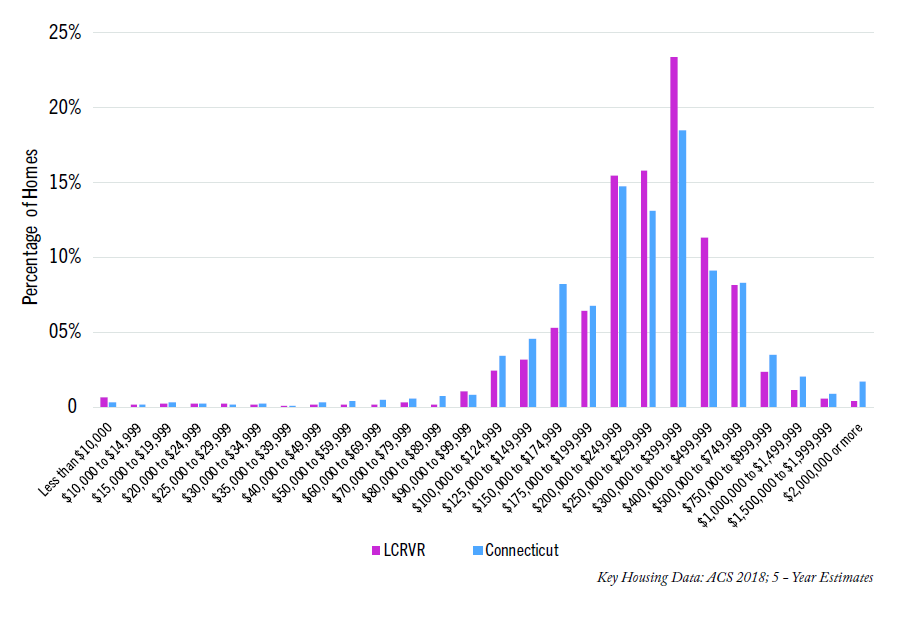 25%
20%
15%
10%
05%
0
Percentage of Homes
Less than $10,000
$10,000 to $14,999
$15,000 to $19,999
$20,000 to $24,999
$25,000 to $29,999
$30,000 to $34,999
$35,000 to $39,999
$40,000 to $49,999
$50,000 to $59,999
$60,000 to $69,999
$70,000 to $79,999
$80,000 to $89,999
$90,000 to $99,999
$100,000 to $124,999
$125,000 to $149,999
$150,000 to $174,999
$175,000 to $199,999
$200,000 to $249,999
$250,000 to $299,999
$300,000 to $399,999
$400,000 to $499,999
$500,000 to $749,999
$750,000 to $999,999
$1,000,000 to $1,499,999
$1,500,000 to $1,999,999
$2,000,000 or more
LCRVR
Connecticut
Key Housing Data: ACS 2018; 5 – Year Estimates